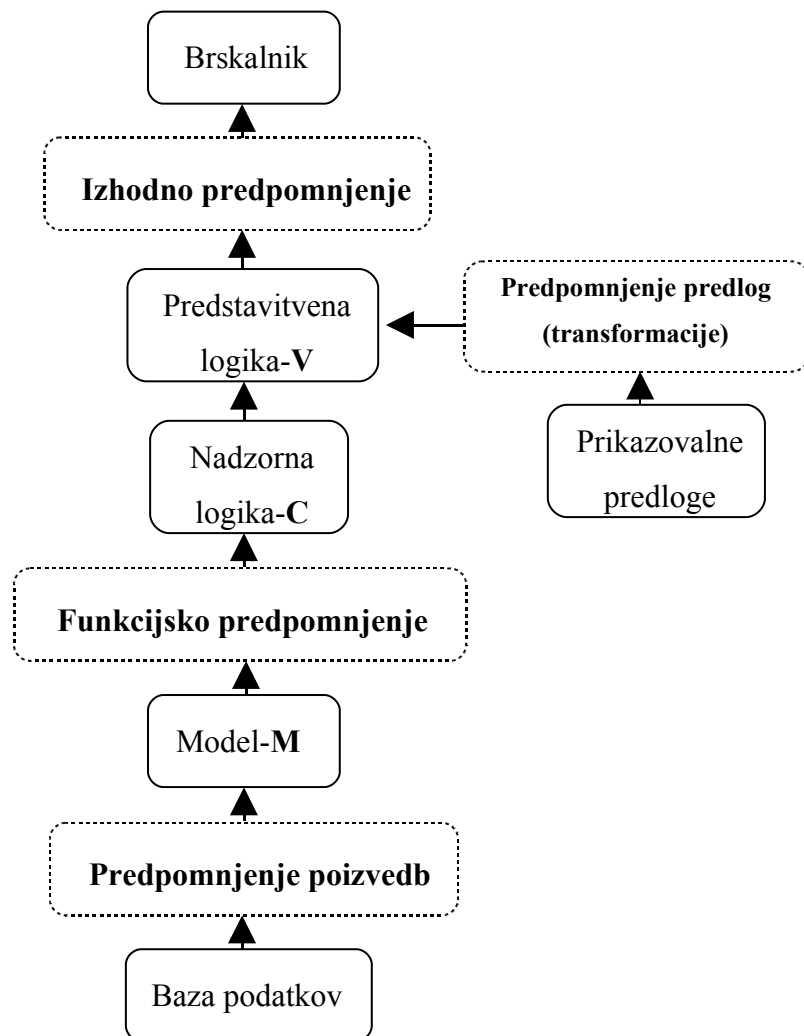 Brskalnik
Izhodno predpomnjenje
Predstavitvena
logika-V
Predpomnjenje predlog
(transformacije)
Nadzorna
logika-C
Prikazovalne
predloge
Funkcijsko predpomnjenje
Model-M
Predpomnjenje poizvedb
Baza podatkov